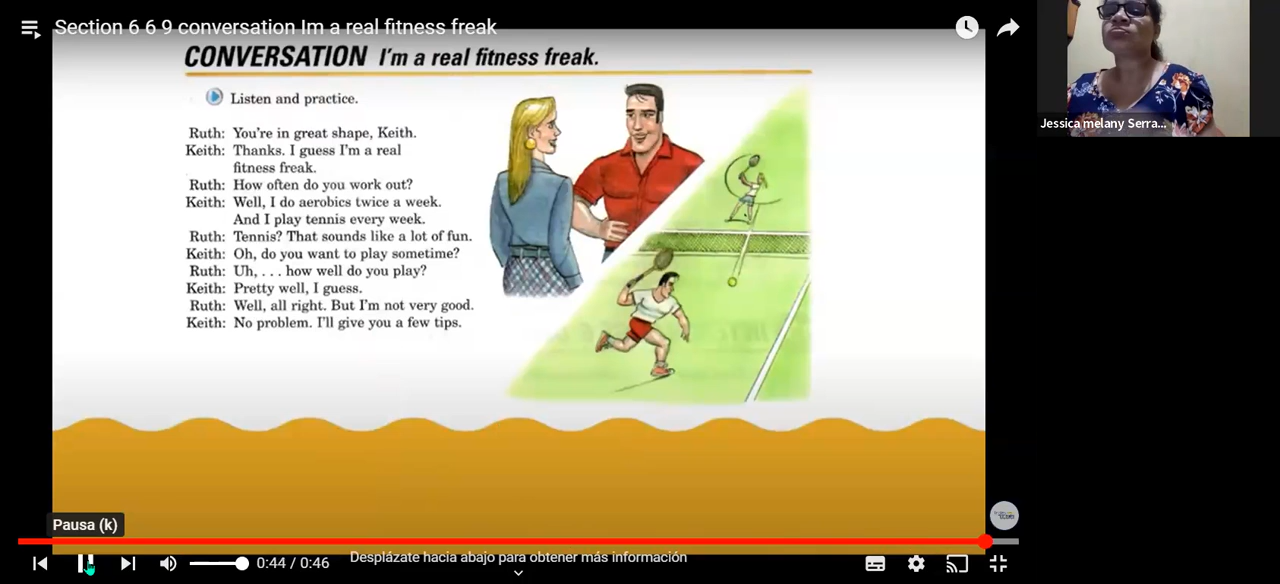 Section 6 6 9 conversation Im a real fitness freak
CONVERSATION I'm a real fitness freak.
Listen and practice.
Ruth: You're in great shape, Keith.
Keith: Thanks. I guess I'm a real
fitness freak.
Ruth: How often do you work out?
Keith: Well, I do aerobics twice a week.
And I play tennis every week.
Ruth: Tennis? That sounds like a lot of fun.
Keith: Oh, do you want to play sometime?
Ruth: Uh, . . . how well do you play?
Keith: Pretty well, I guess.
Ruth: Well, all right. But I'm not very good.
Keith: No problem. I'll give you a few tips.
Jessica melany Serra...
Pausa (k)
0:44 / 0:46
Desplázate hacia abajo para obtener más información